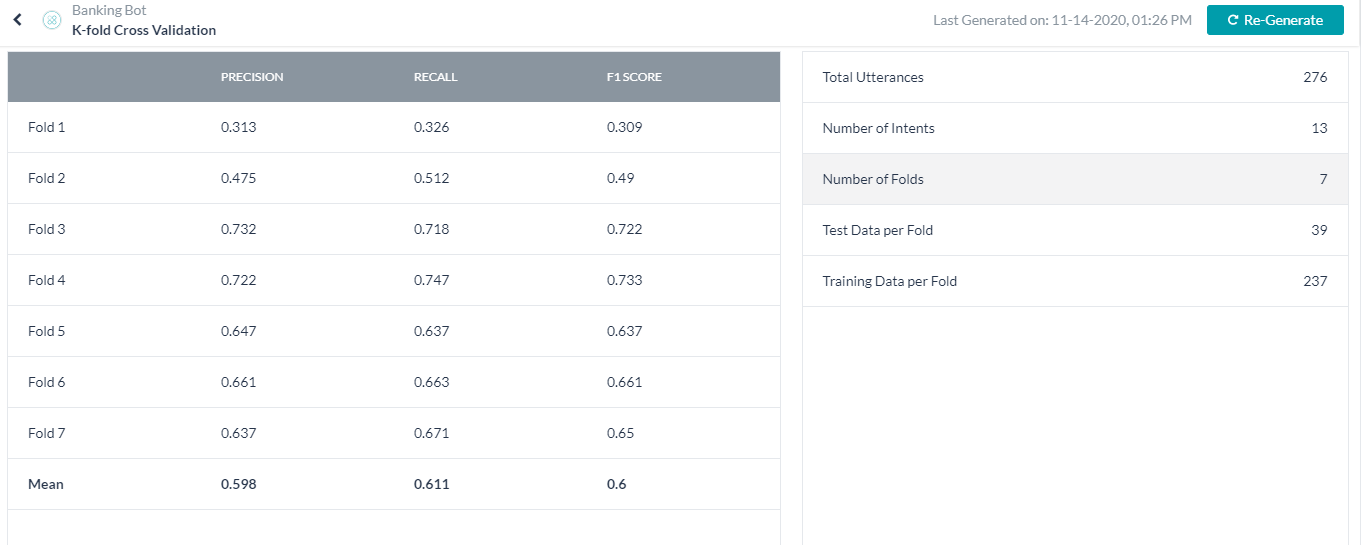 Banking Bot
K-fold Cross Validation
Last Generated on: 11-14-2020, 01:26 PM
Re-Generate
PRECISION RECALL F1 SCORE
Fold 1 0.313 0.326 0.309
Fold 2 0.475 0.512 0.49
Fold 3 0.732 0.718 0.722
Fold 4 0.722 0.747 0.733
Fold 5 0.647 0.637 0.637
Fold 6 0.661 0.663 0.661
Fold 7 0.637 0.671 0.65
Mean 0.598 0.611 0.6
Total Utterances 276
Number of Intents 13
Number of Folds 7
Test Data per Fold 39
Training Data per Fold 237